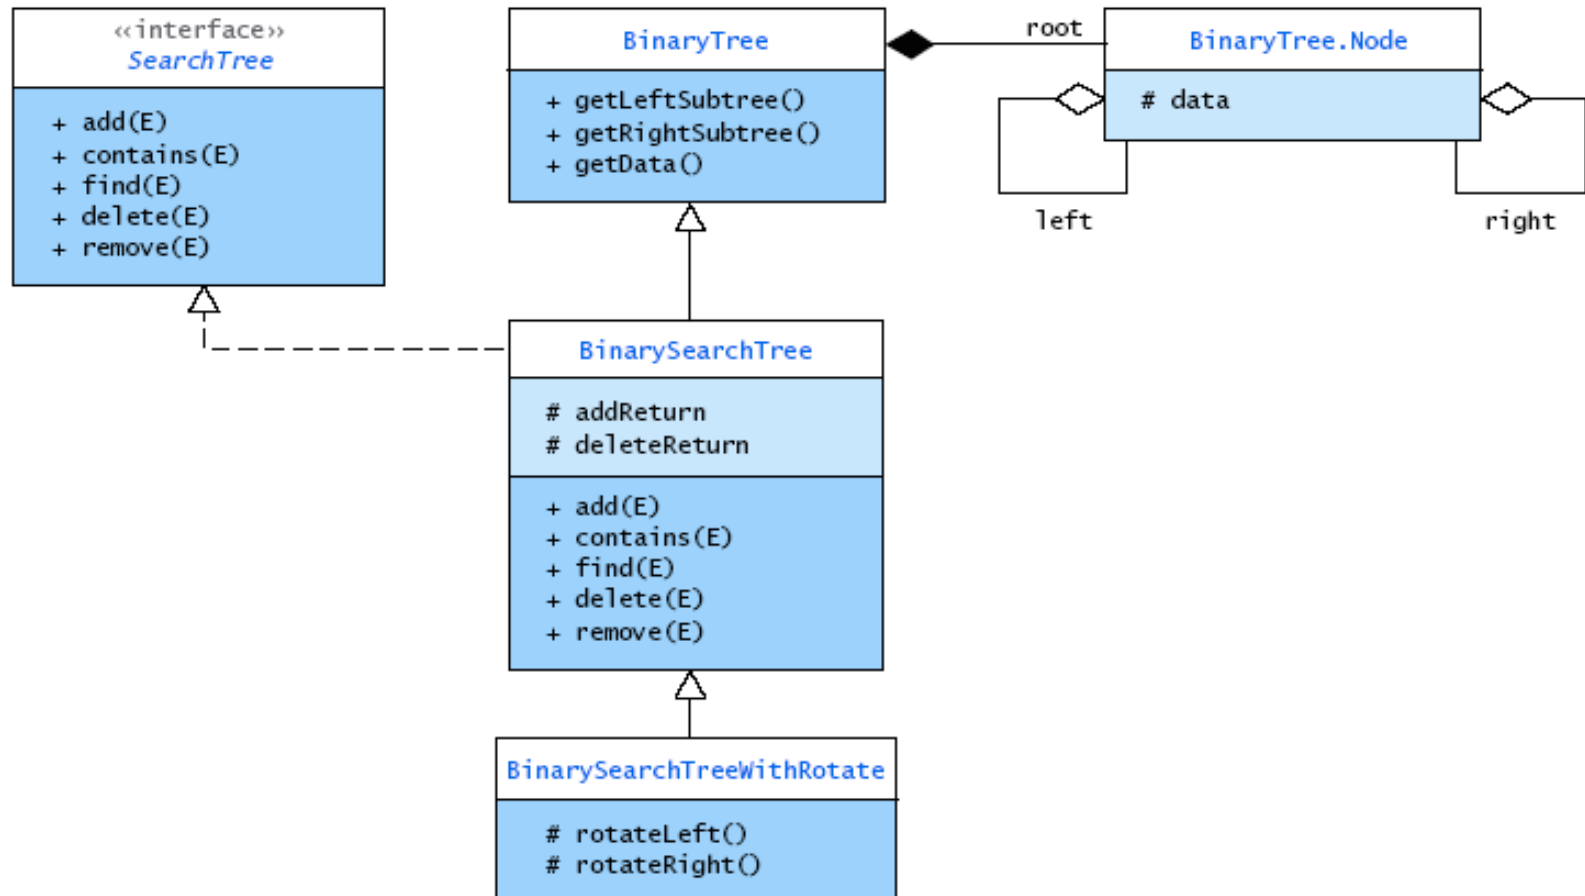 «interface»
SearchTree
+ add(E)
+ contains(E)
+ find(E)
+ delete(E)
+ remove(E)
BinaryTree
+ getLeftSubtree()
+ getRightSubtree()
+ getData()
root
BinaryTree.Node
# data
left
right
BinarySearchTree
# addReturn
# deleteReturn
+ add(E)
+ contains(E)
+ find(E)
+ delete(E)
+ remove(E)
BinarySearchTreeWithRotate
# rotateLeft()
# rotateRight()